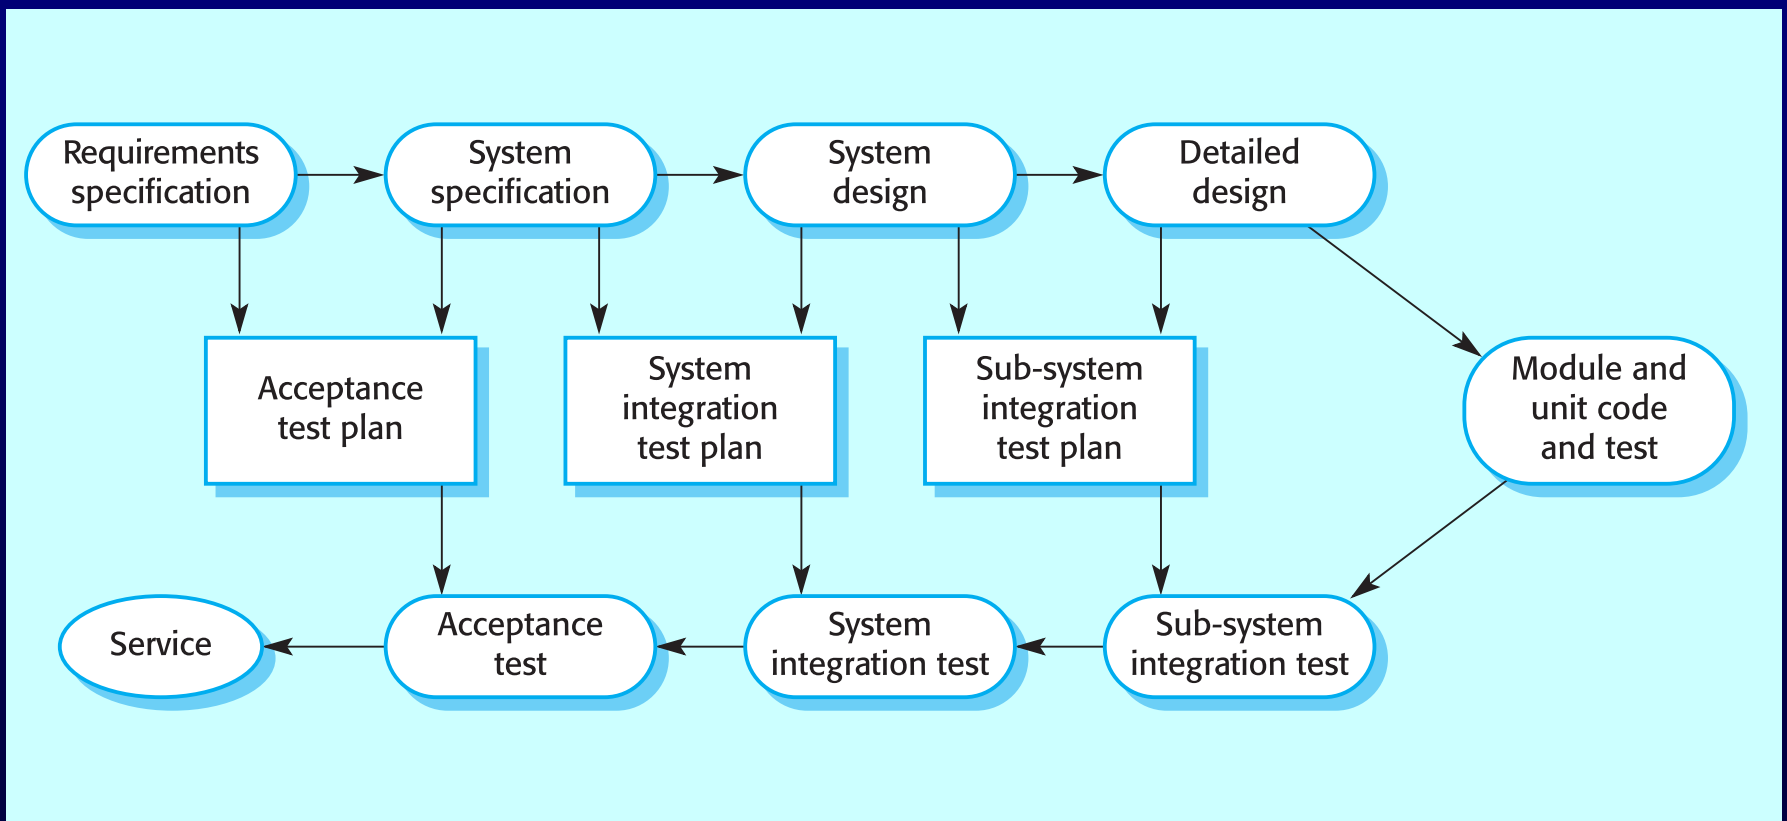 Requirements
specification
System
specification
System
design
Detailed
design
Acceptance
test plan
System
integration
test plan
Sub-system
integration
test plan
Module and
unit code
and test
Service
Acceptance
test
System
integration test
Sub-system
integration test